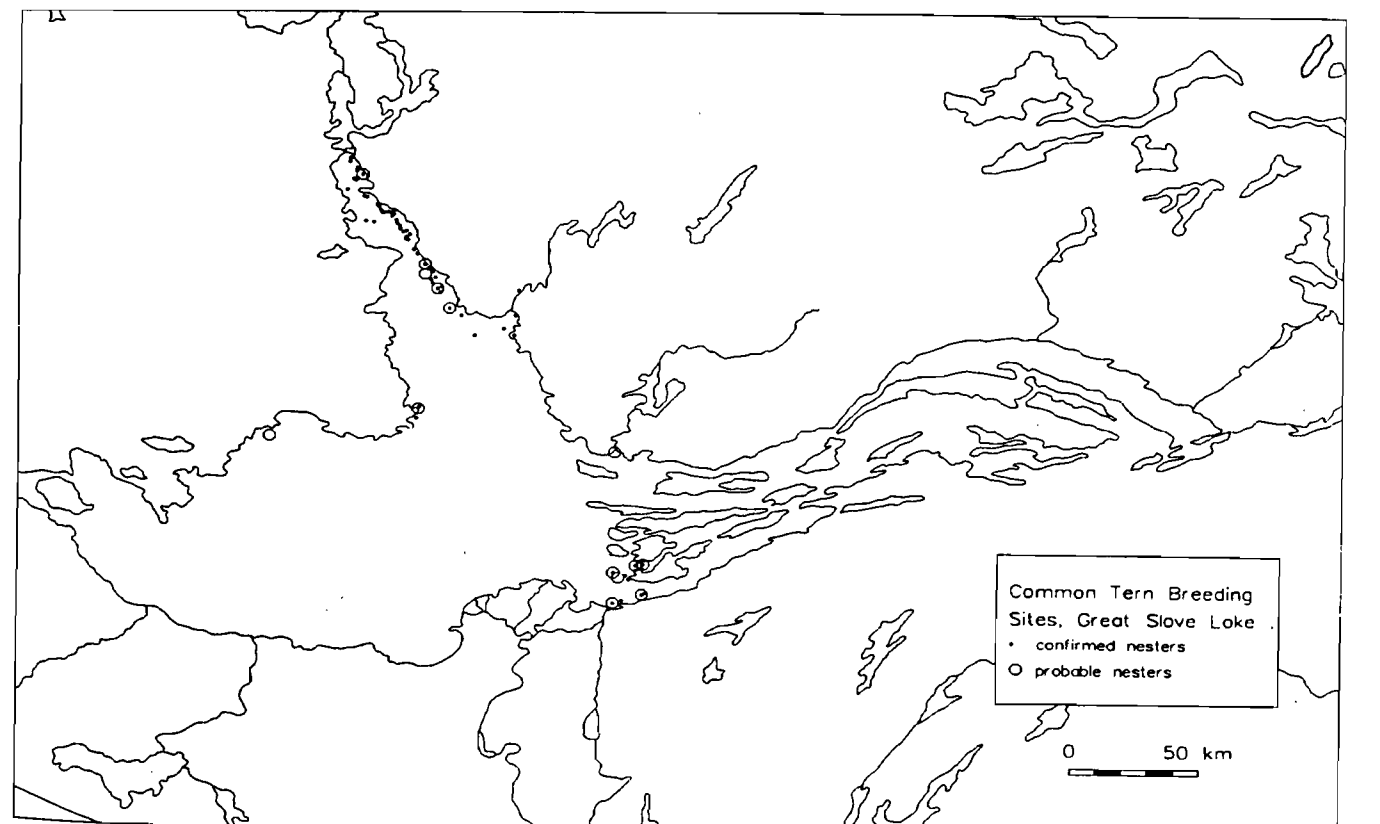 Common Tern Breeding
Sites, Great Slove Loke
confirmed nesters
probable nesters
0 50 km